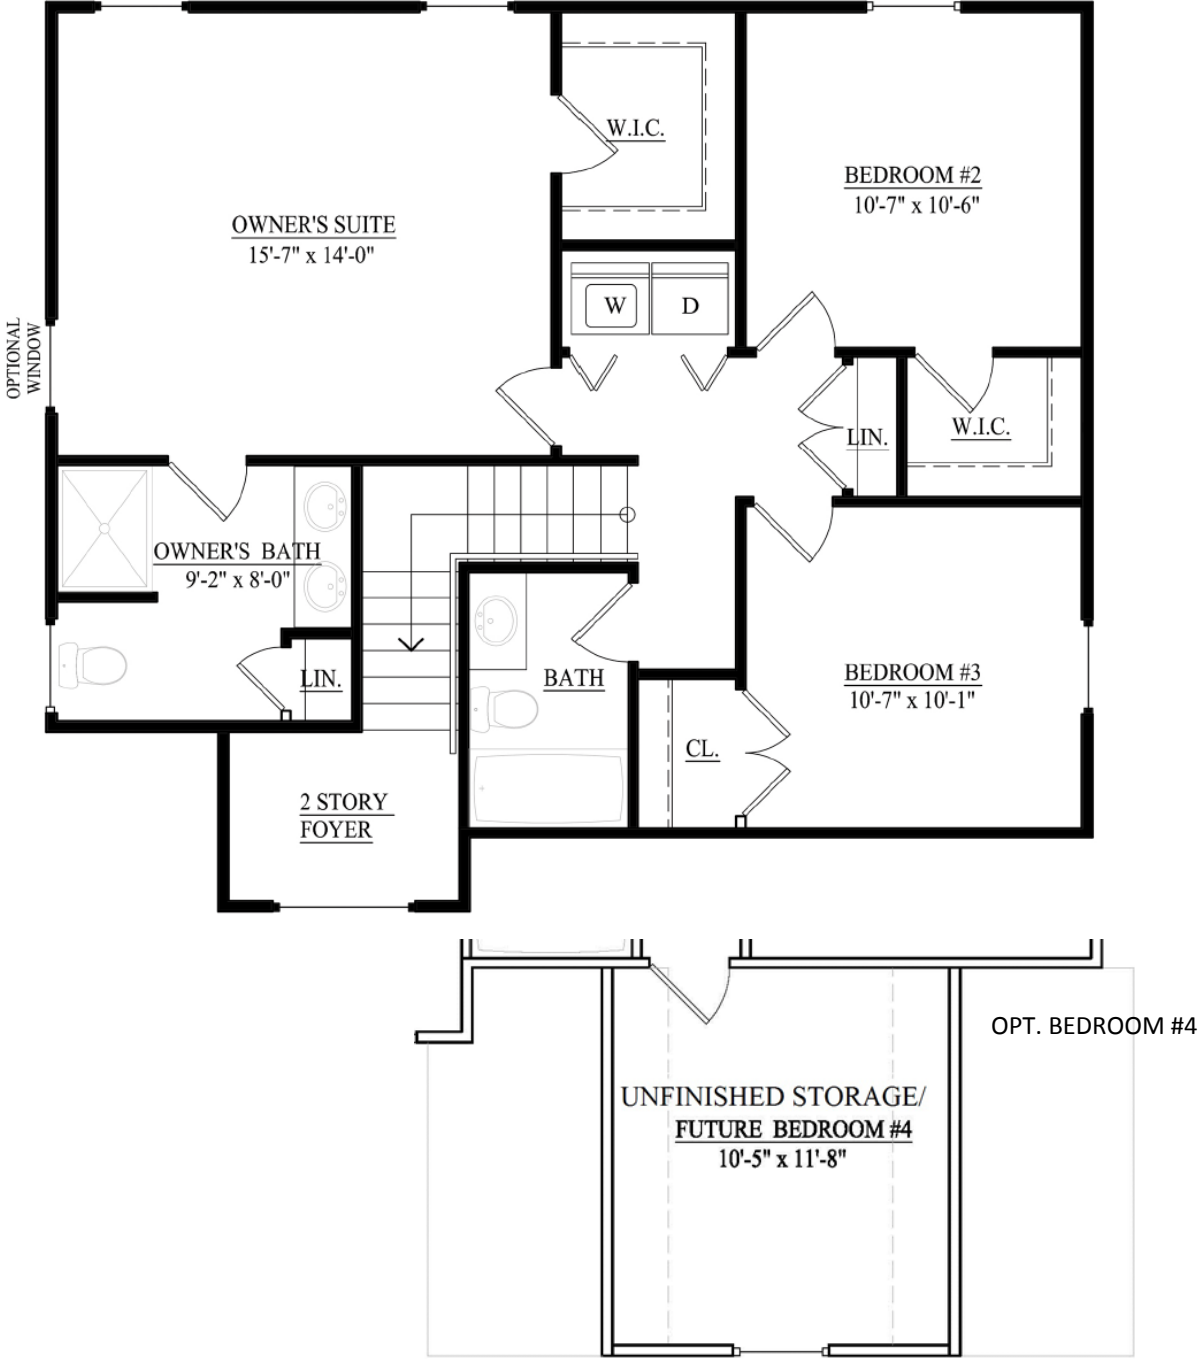 W.I.C.
BEDROOM #2
10'-7" x 10'-6"
OWNER'S SUITE
15'-7" x 14'-0"
W
D
OPTIONAL
WINDOW
LIN.
W.I.C.
OWNER'S BATH
9'-2" x 8'-0"
LIN.
BATH
BEDROOM #3
10'-7" x 10'-1"
CL.
2 STORY
FOYER
OPT. BEDROOM #4
UNFINISHED STORAGE/
FUTURE BEDROOM #4
10'-5" x 11'-8"